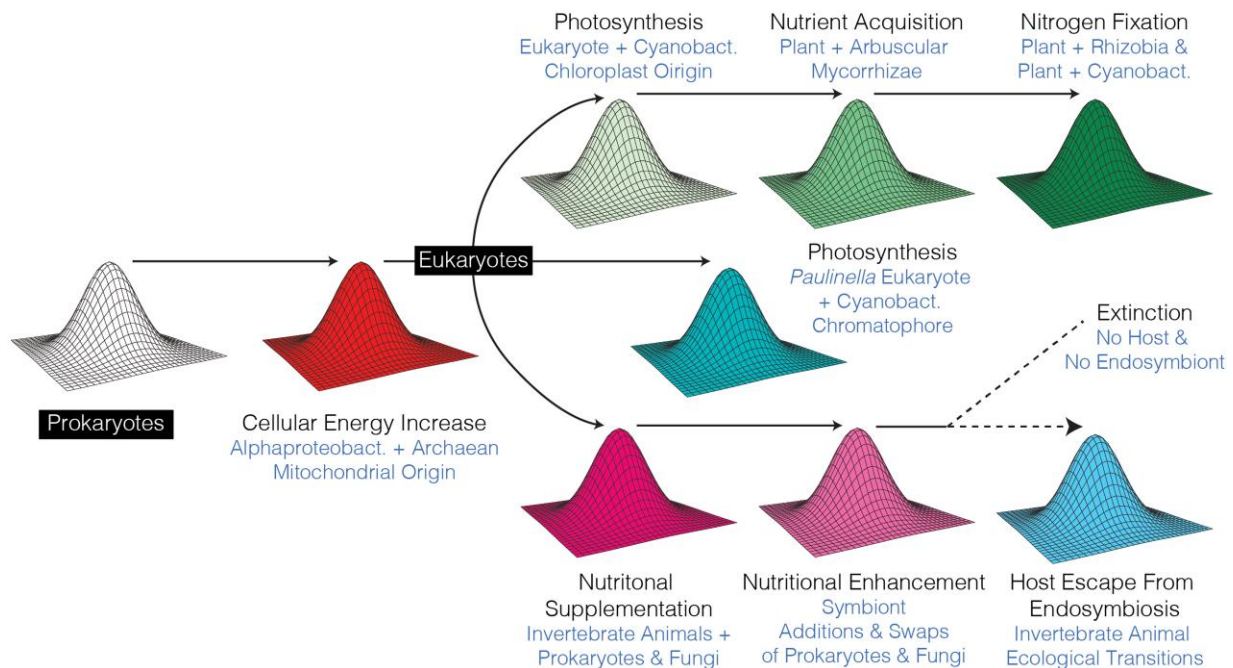 Photosynthesis
Eukaryote + Cyanobact.
Chloroplast Oirigin
Nutrient Acquisition
Plant + Arbuscular
Mycorrhizae
Nitrogen Fixation
Plant + Rhizobia &
Plant + Cyanobact.
Eukaryotes
Photosynthesis
Paulinella Eukaryote
+ Cyanobact.
Chromatophore
Extinction
No Host &
No Endosymbiont
Prokaryotes
Cellular Energy Increase
Alphaproteobact. + Archaean
Mitochondrial Origin
Nutritonal
Supplementation
Invertebrate Animals +
Prokaryotes & Fungi
Nutritional Enhancement
Symbiont
Additions & Swaps
of Prokaryotes & Fungi
Host Escape From
Endosymbiosis
Invertebrate Animal
Ecological Transitions